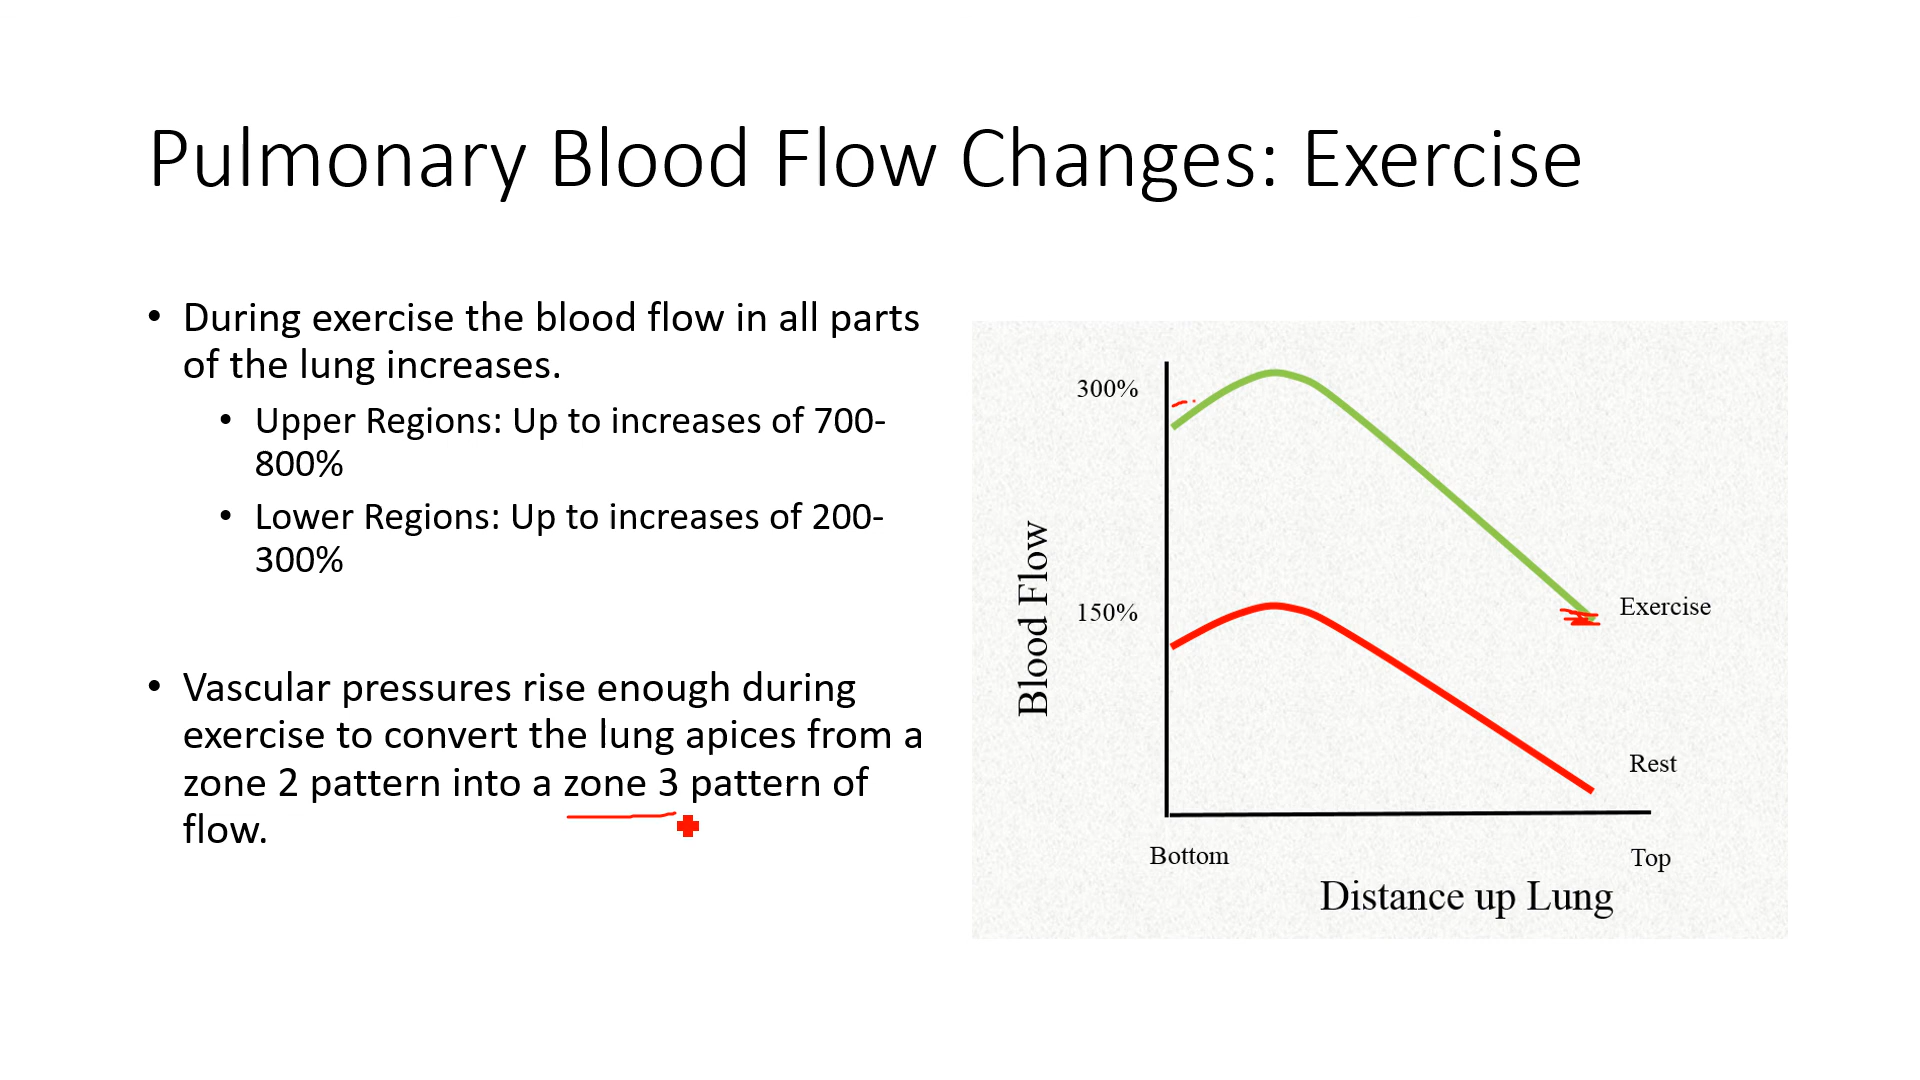 Pulmonary Blood Flow Changes: Exercise
• During exercise the blood flow in all parts
of the lung increases.
• Upper Regions: Up to increases of 700-
800%
• Lower Regions: Up to increases of 200-
300%
• Vascular pressures rise enough during
exercise to convert the lung apices from a
zone 2 pattern into a zone 3 pattern of
flow.
300%
150%
Blood Flow
Exercise
Rest
Bottom
Top
Distance up Lung